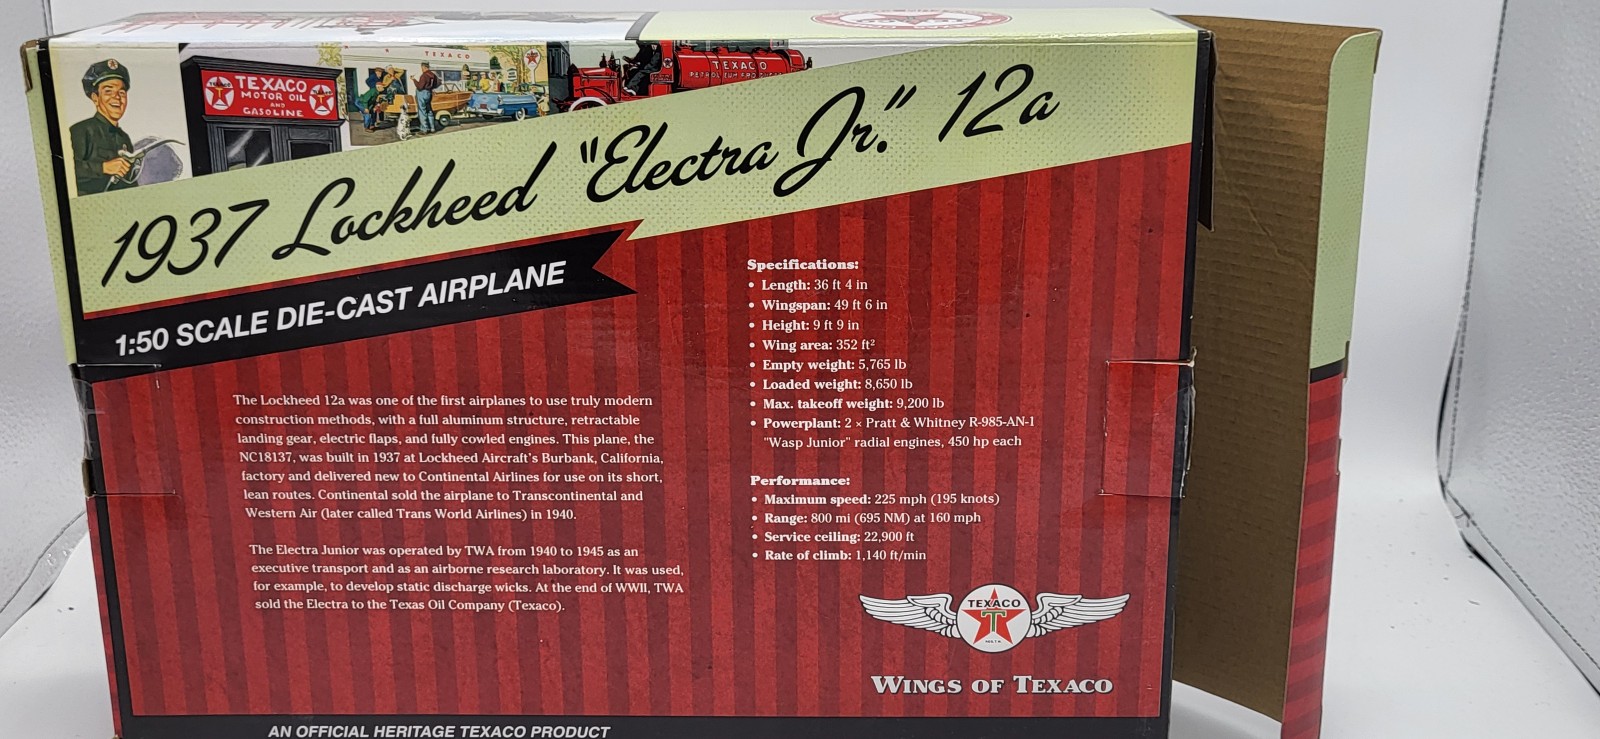 TEXACO
MOTOR OIL
AND
GASOLINE
TEXACO
TEXACO
PETROLEUM PRODUCTS
1937 Lockheed "Electra Jr." 12a
1:50 SCALE DIE-CAST AIRPLANE
The Lockheed 12a was one of the first airplanes to use truly modern
construction methods, with a full aluminum structure, retractable
landing gear, electric flaps, and fully cowled engines. This plane, the
NC18137, was built in 1937 at Lockheed Aircraft's Burbank, California,
factory and delivered new to Continental Airlines for use on its short,
lean routes. Continental sold the airplane to Transcontinental and
Western Air (later called Trans World Airlines) in 1940.
The Electra Junior was operated by TWA from 1940 to 1945 as an
executive transport and as an airborne research laboratory. It was used,
for example, to develop static discharge wicks. At the end of WWII, TWA
sold the Electra to the Texas Oil Company (Texaco).
Specifications:
• Length: 36 ft 4 in
• Wingspan: 49 ft 6 in
• Height: 9 ft 9 in
• Wing area: 352 ft²
• Empty weight: 5,765 lb
• Loaded weight: 8,650 lb
• Max. takeoff weight: 9,200 lb
• Powerplant: 2 × Pratt & Whitney R-985-AN-1
"Wasp Junior" radial engines, 450 hp each
Performance:
• Maximum speed: 225 mph (195 knots)
• Range: 800 mi (695 NM) at 160 mph
• Service ceiling: 22,900 ft
• Rate of climb: 1,140 ft/min
TEXACO
T
WINGS OF TEXACO
AN OFFICIAL HERITAGE TEXACO PRODUCT